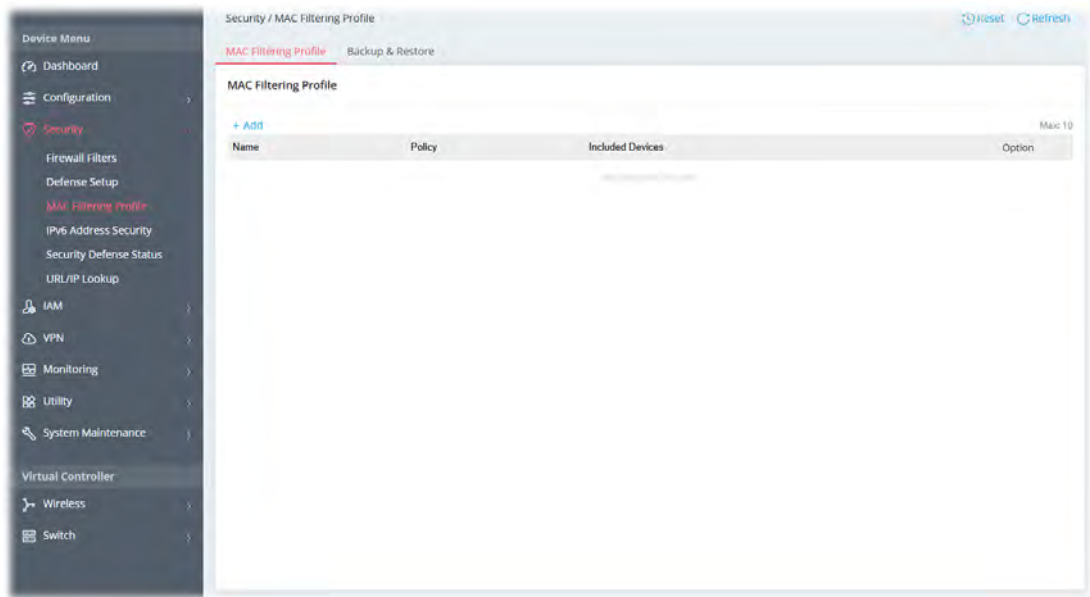 Security / MAC Filtering Profile
Reset Refresh
Device Menu
Dashboard
Configuration
Security
Firewall Filters
Defense Setup
MAC Filtering Profile
IPv6 Address Security
Security Defense Status
URL/IP Lookup
IAM
VPN
Monitoring
Utility
System Maintenance
Virtual Controller
Wireless
Switch
MAC Filtering Profile Backup & Restore
MAC Filtering Profile
+ Add Max: 10
Name Policy Included Devices Option